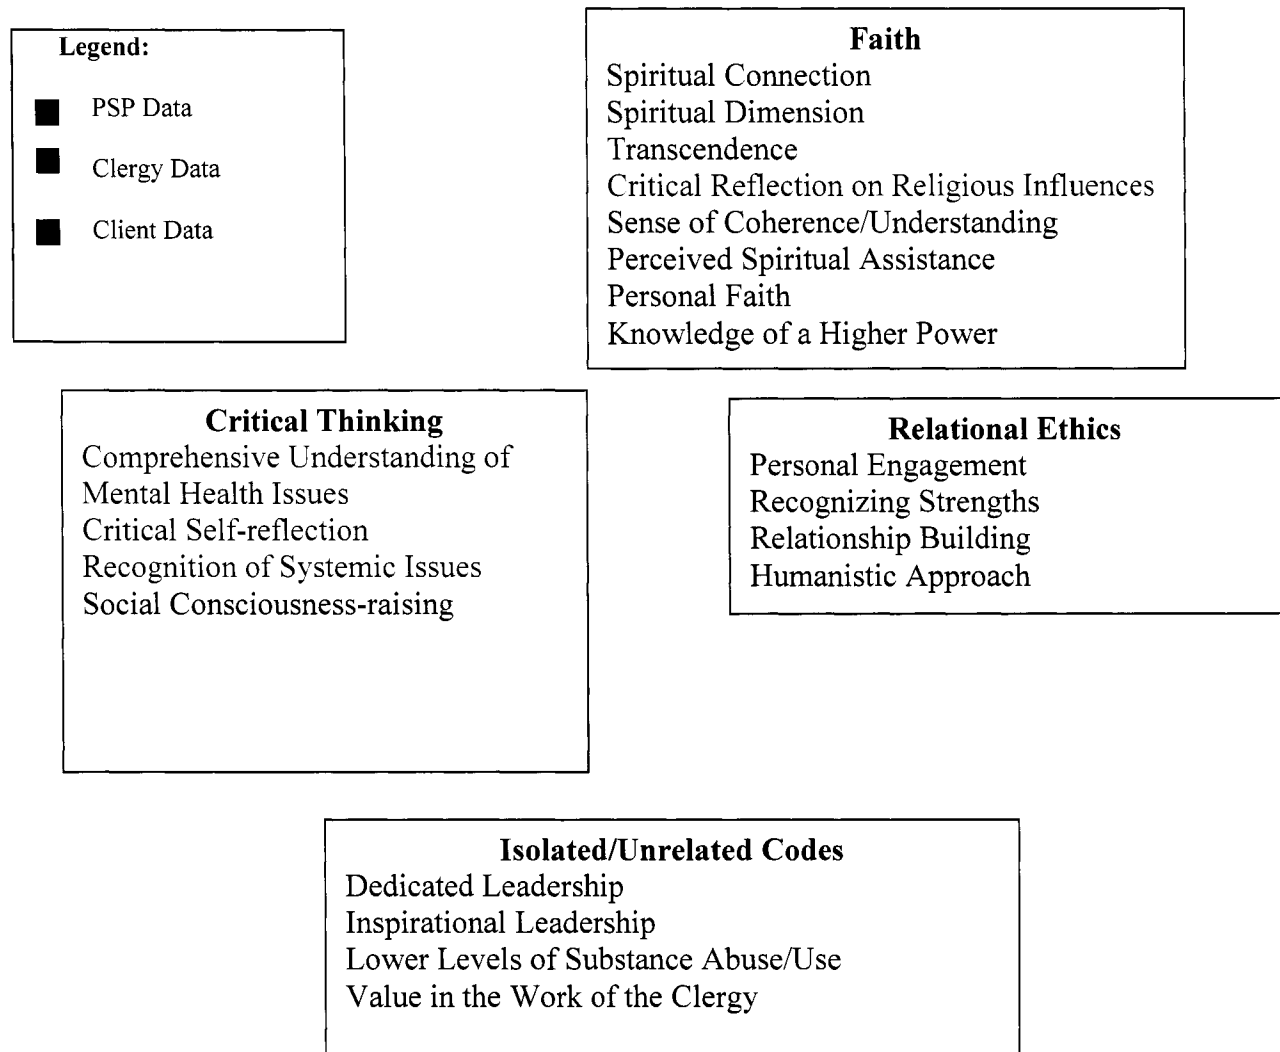 Legend:
PSP Data
Clergy Data
Client Data
Faith
Spiritual Connection
Spiritual Dimension
Transcendence
Critical Reflection on Religious Influences
Sense of Coherence/Understanding
Perceived Spiritual Assistance
Personal Faith
Knowledge of a Higher Power
Critical Thinking
Comprehensive Understanding of
Mental Health Issues
Critical Self-reflection
Recognition of Systemic Issues
Social Consciousness-raising
Relational Ethics
Personal Engagement
Recognizing Strengths
Relationship Building
Humanistic Approach
Isolated/Unrelated Codes
Dedicated Leadership
Inspirational Leadership
Lower Levels of Substance Abuse/Use
Value in the Work of the Clergy